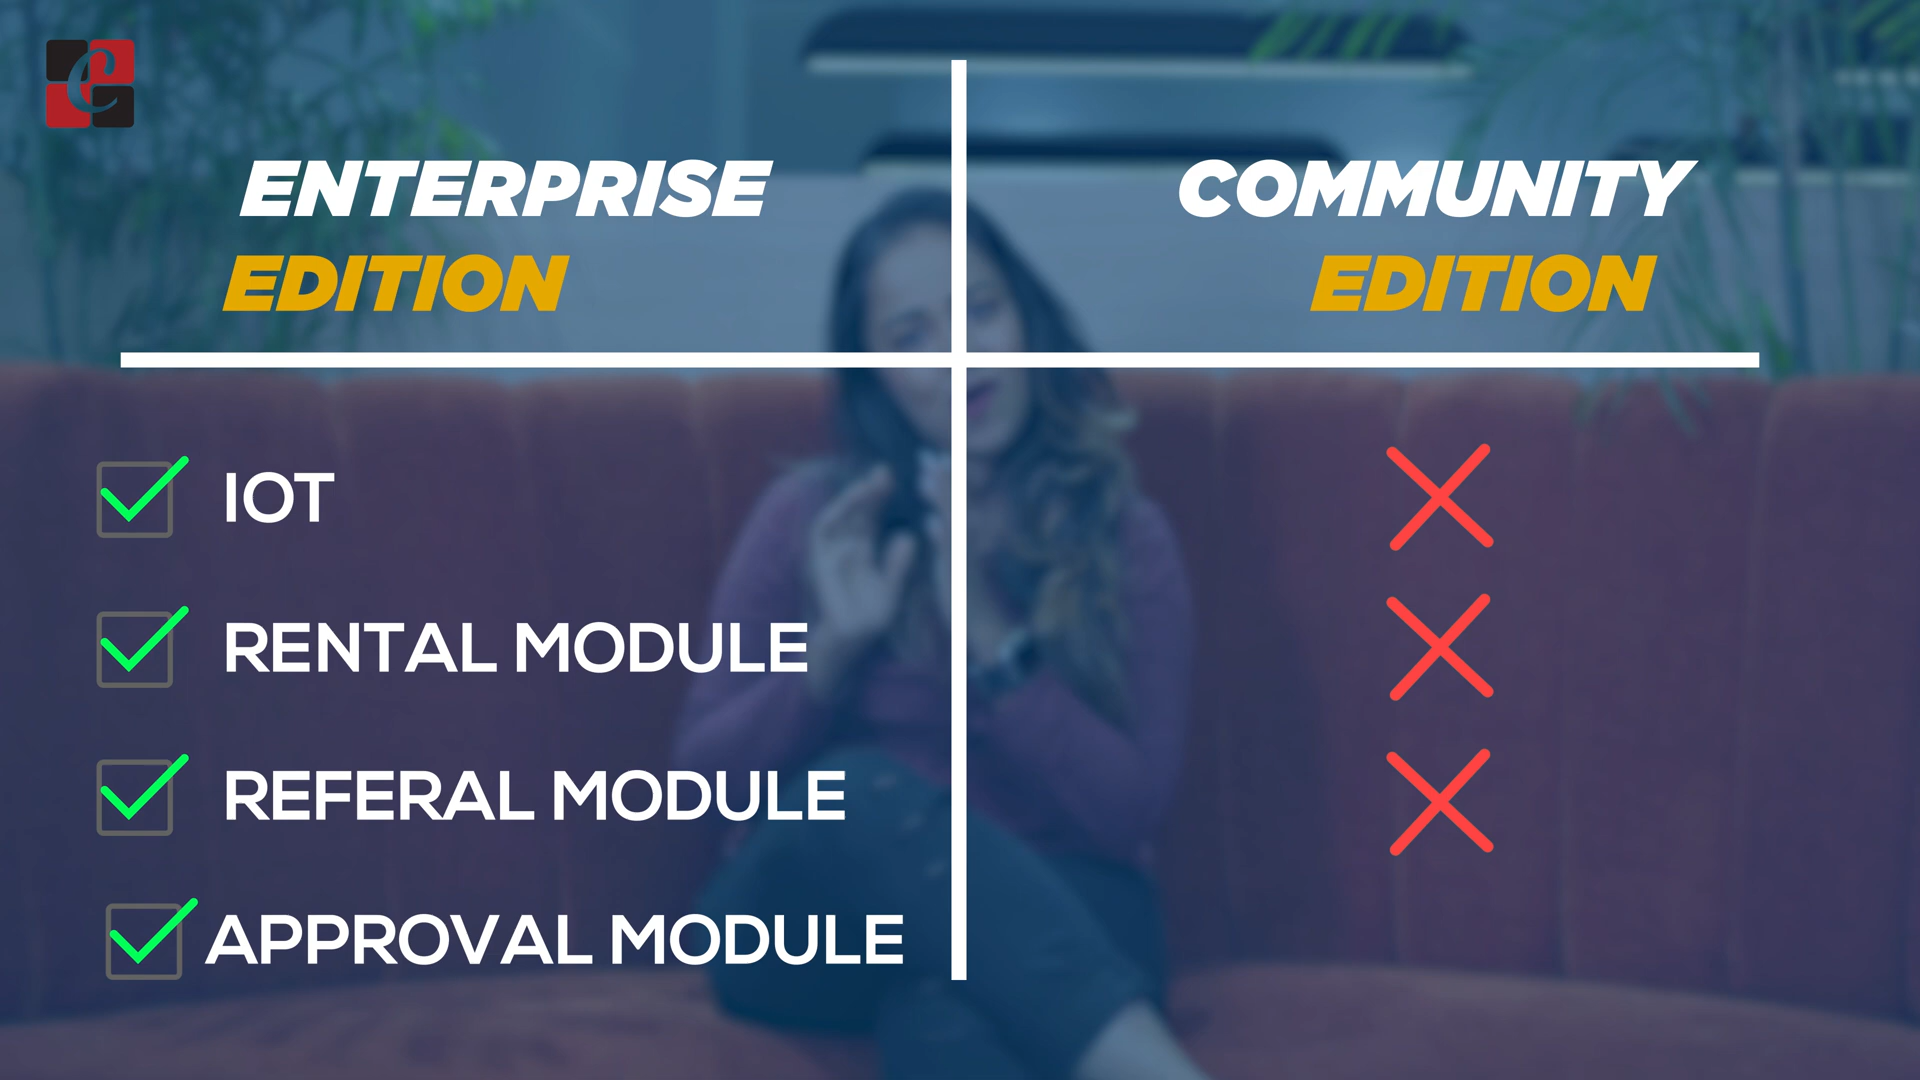 C
ENTERPRISE
EDITION
COMMUNITY
EDITION
IOT
RENTAL MODULE
REFERAL MODULE
APPROVAL MODULE